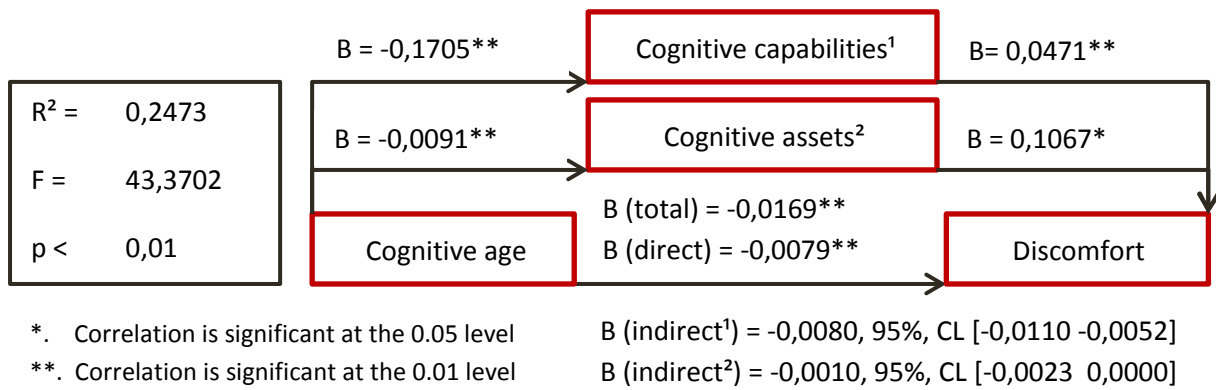 B = -0,1705**
Cognitive capabilities¹
B= 0,0471**
R² = 0,2473
B = -0,0091**
Cognitive assets²
B = 0,1067*
F = 43,3702
p < 0,01
Cognitive age
B (total) = -0,0169**
B (direct) = -0,0079**
Discomfort
*. Correlation is significant at the 0.05 level
**. Correlation is significant at the 0.01 level
B (indirect¹) = -0,0080, 95%, CL [-0,0110 -0,0052]
B (indirect²) = -0,0010, 95%, CL [-0,0023 0,0000]